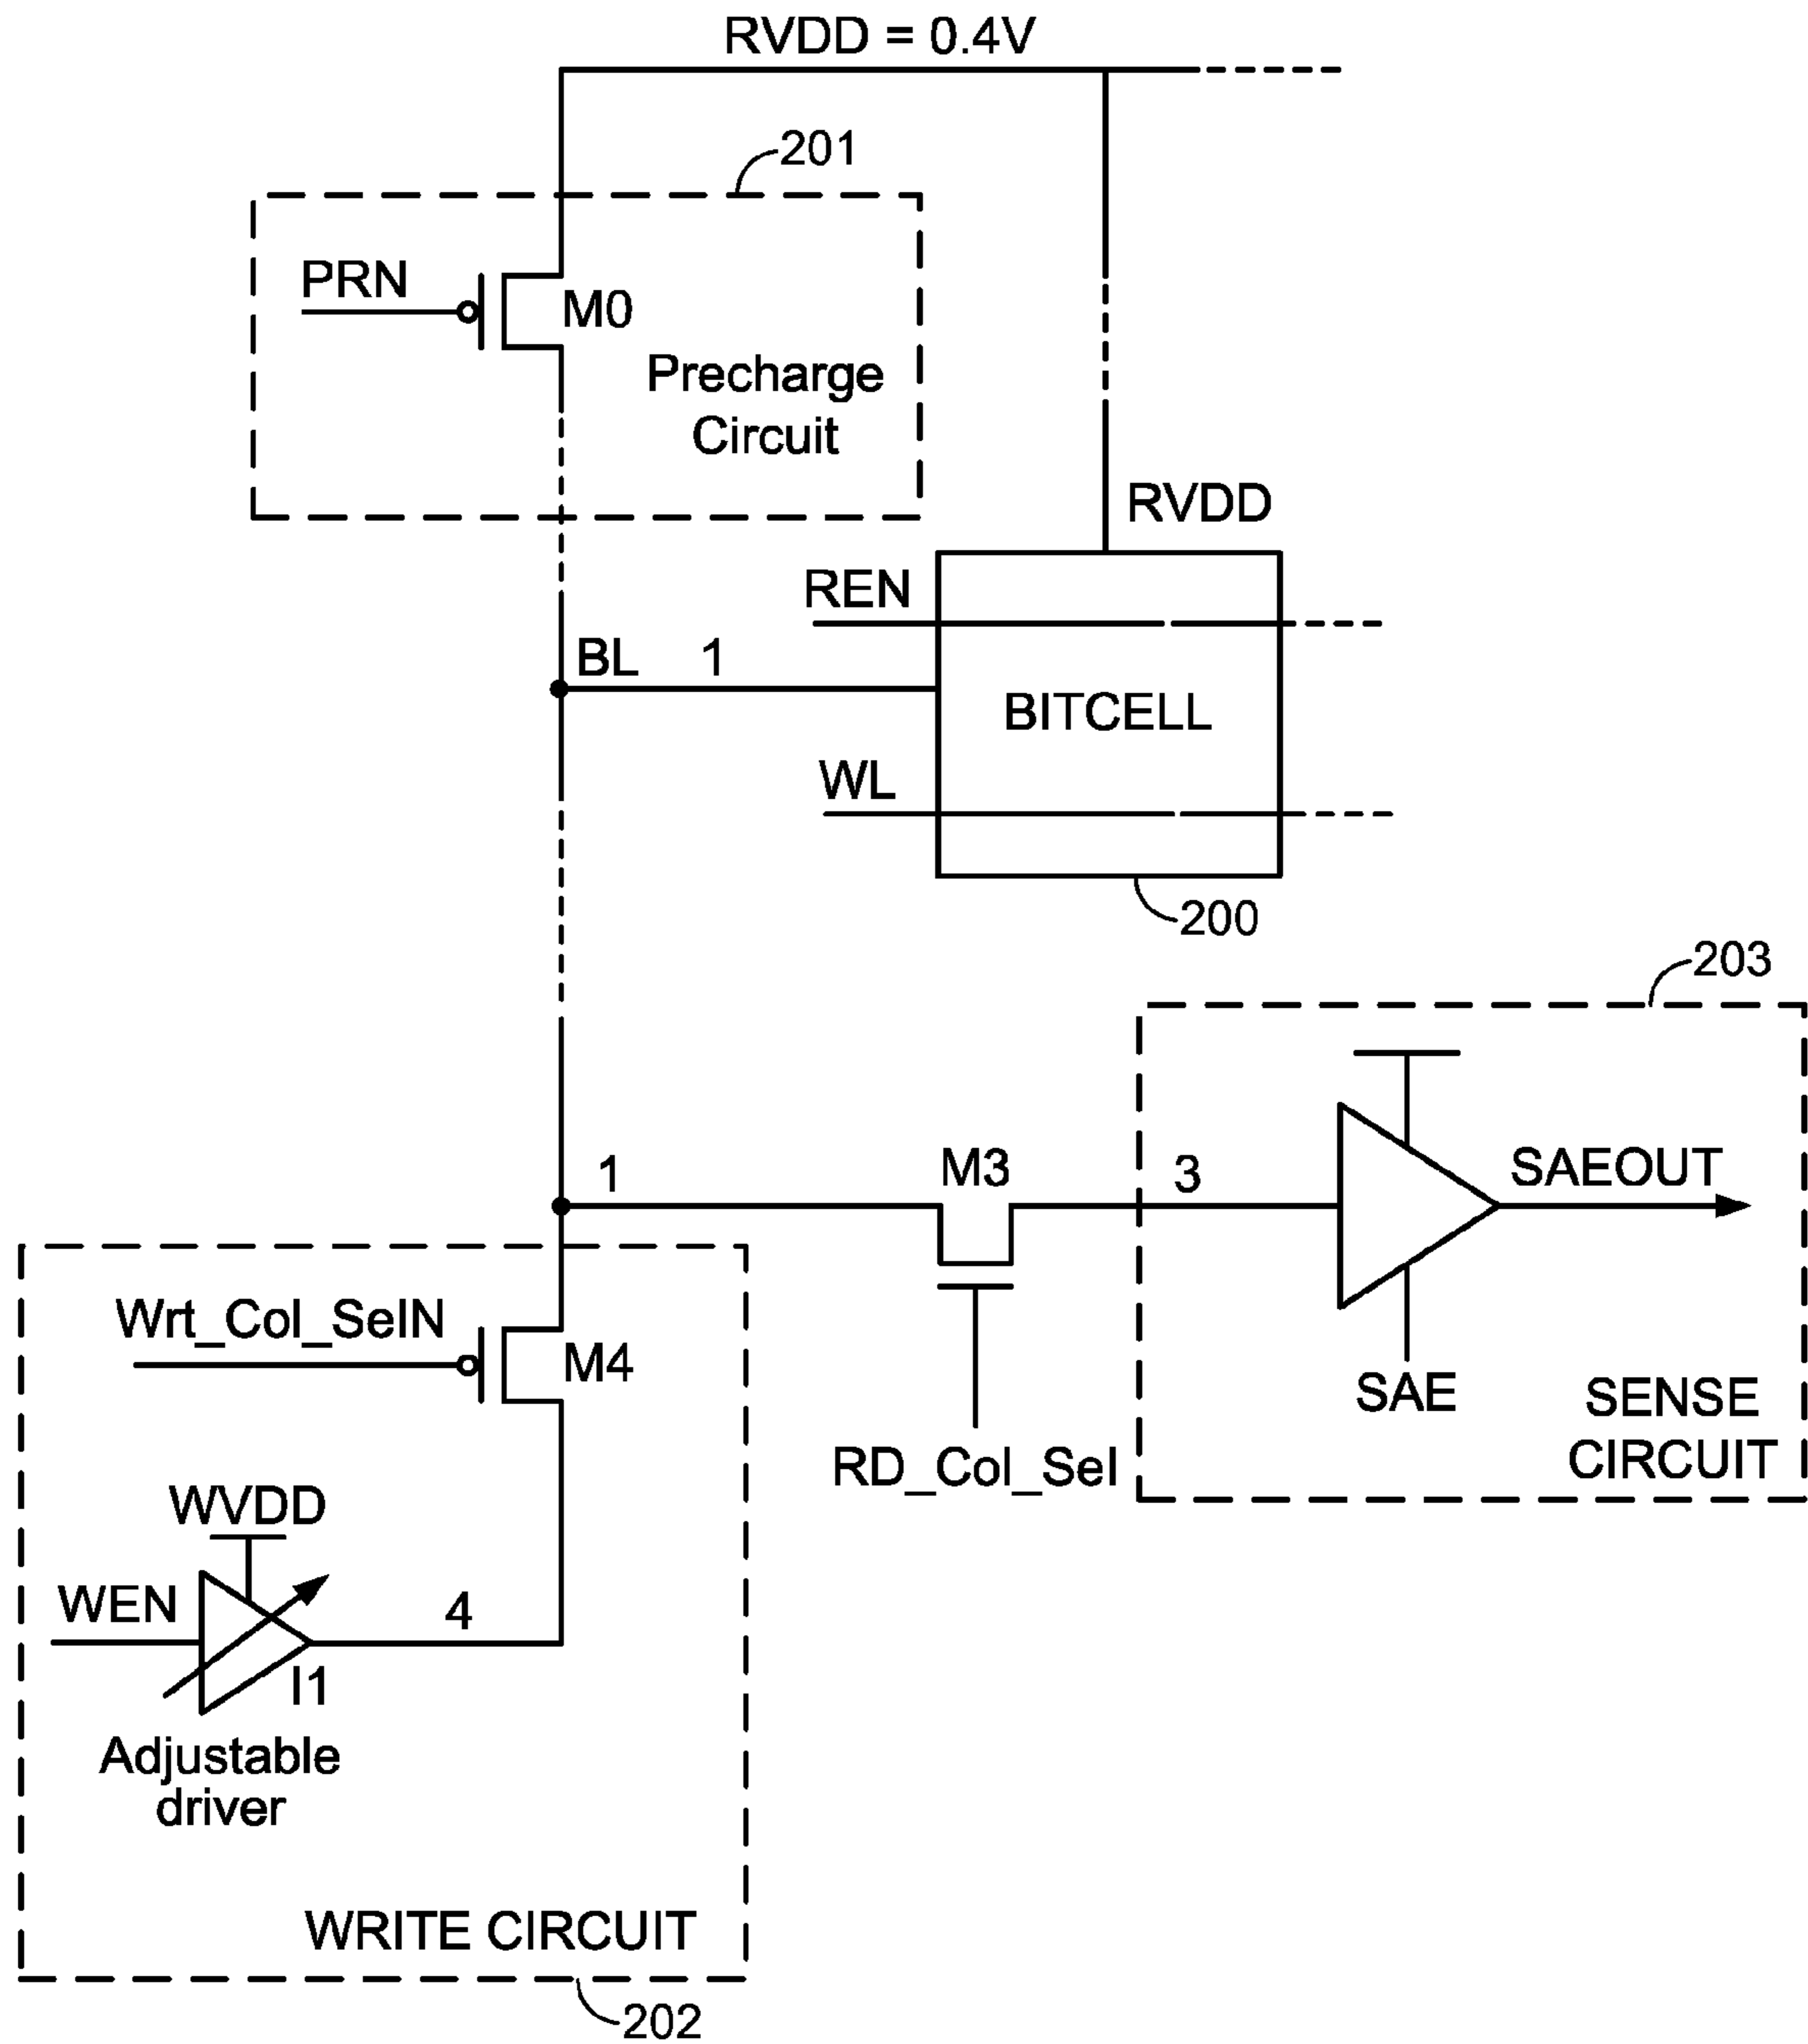 RVDD = 0.4V
201
PRN
M0
Precharge
Circuit
RVDD
REN
BL 1
BITCELL
WL
200
203
1
M3
3
SAEOUT
Wrt_Col_SelN
M4
SAE
SENSE
CIRCUIT
RD_Col_Sel
WVDD
WEN
4
I1
Adjustable
driver
WRITE CIRCUIT
202